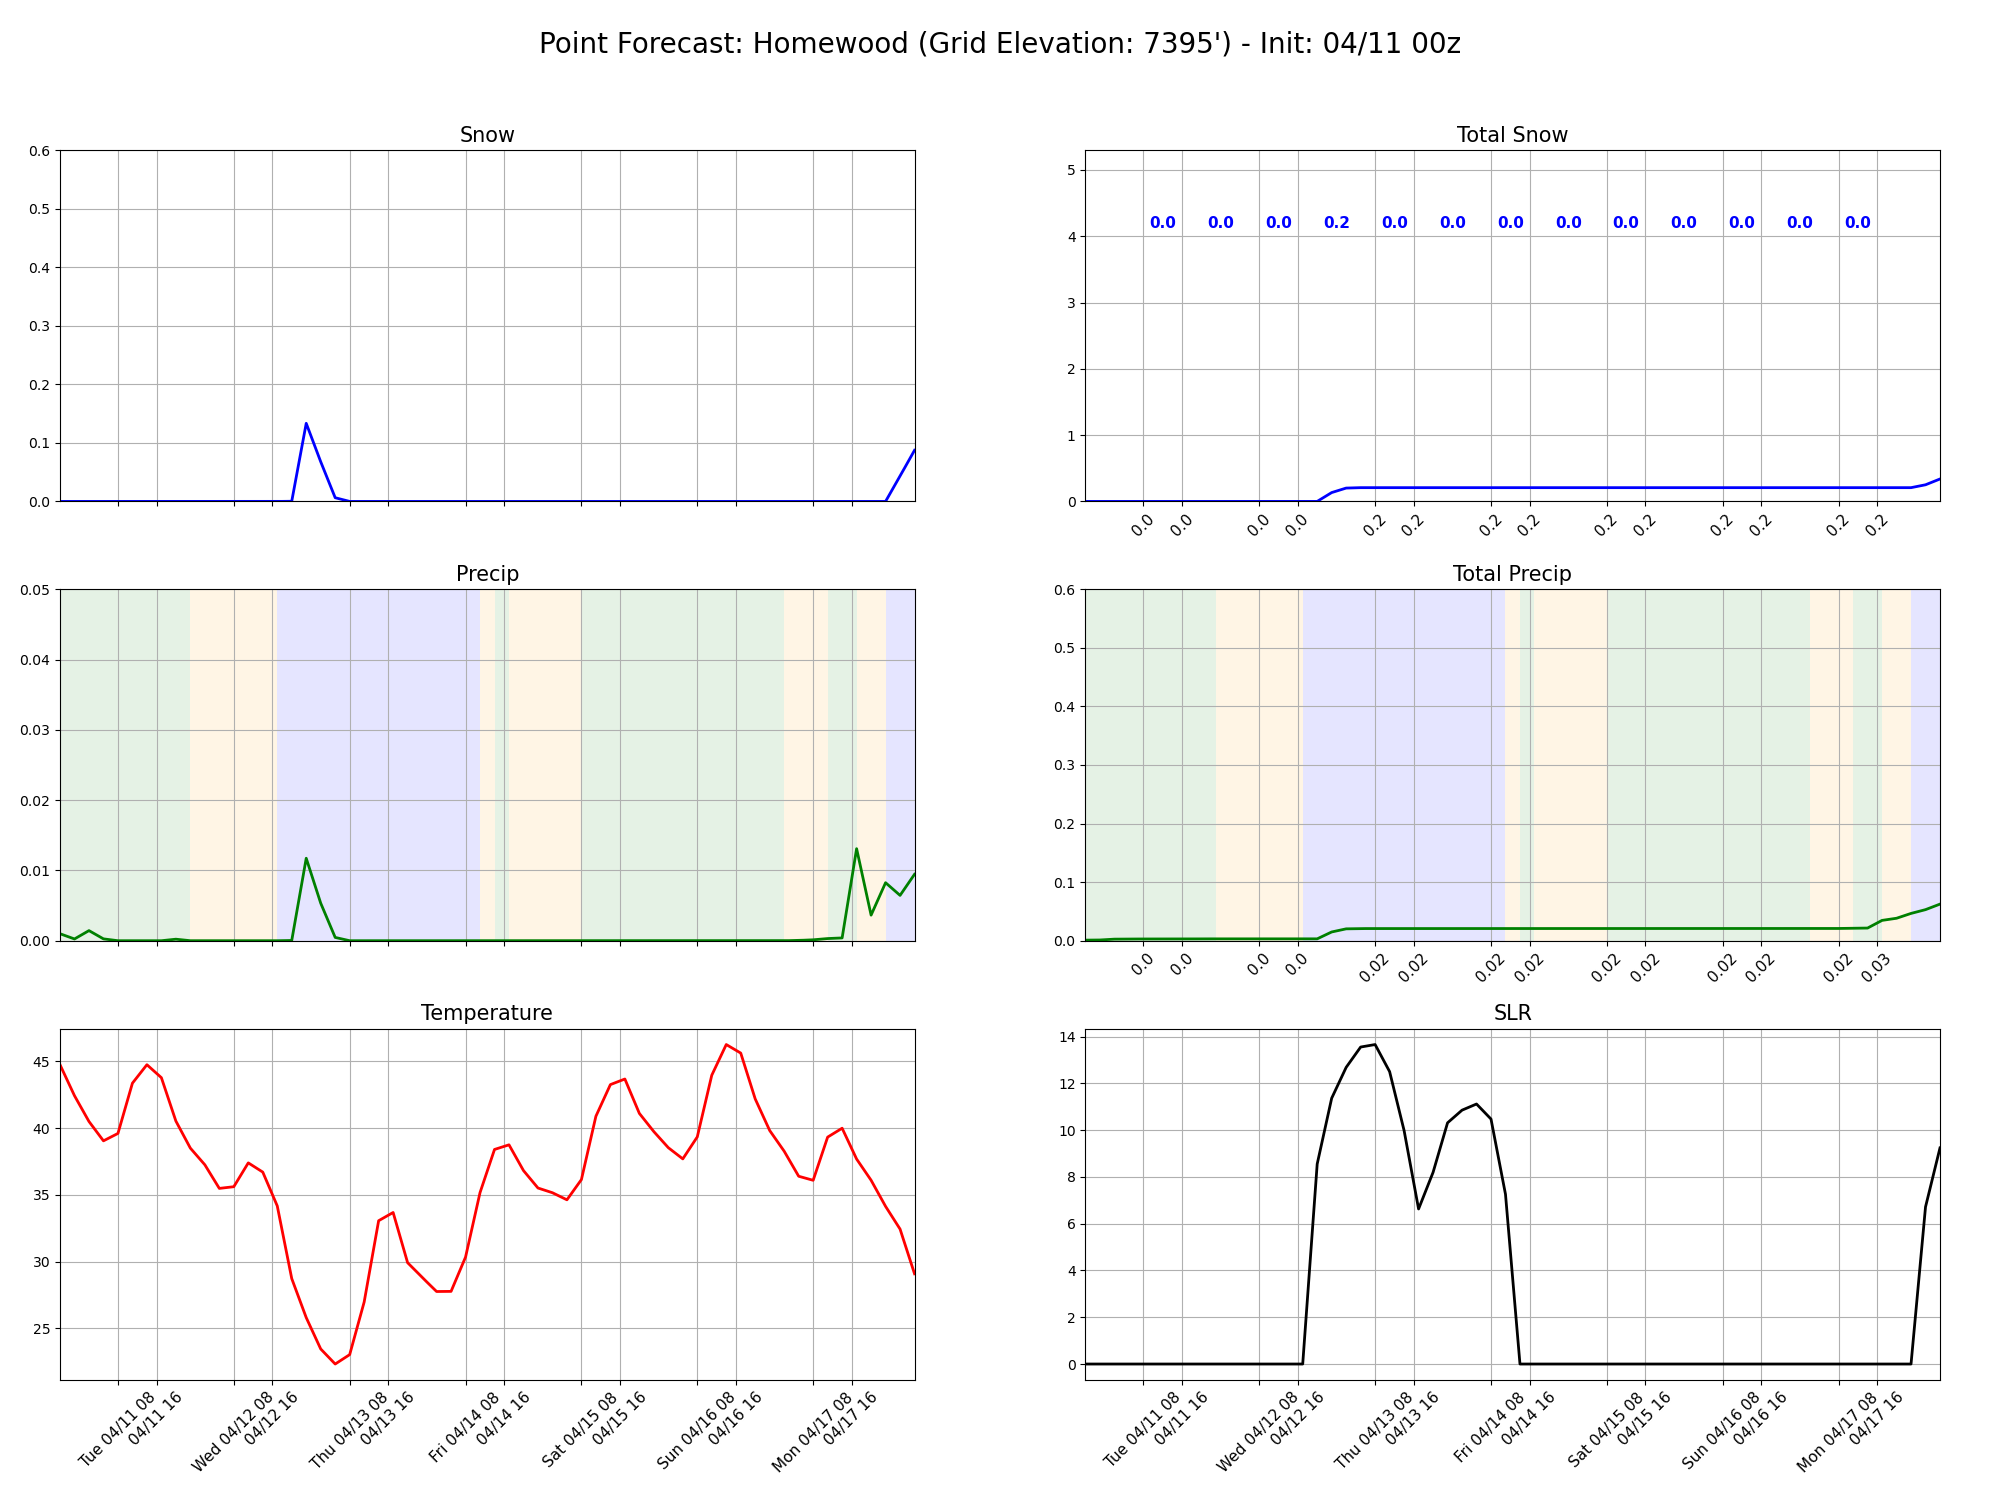 Point Forecast: Homewood (Grid Elevation: 7395') - Init: 04/11 00z
Snow
0.6
0.5
0.4
0.3
0.2
0.1
0.0
Total Snow
5
4
3
2
1
0
0.0 0.0 0.0 0.2 0.0 0.0 0.0 0.0 0.0 0.0 0.0 0.0 0.0
0.0 0.0 0.0 0.0 0.2 0.2 0.2 0.2 0.2 0.2 0.2 0.2 0.2 0.2
Precip
0.05
0.04
0.03
0.02
0.01
0.00
Total Precip
0.6
0.5
0.4
0.3
0.2
0.1
0.0
0.0 0.0 0.0 0.0 0.02 0.02 0.02 0.02 0.02 0.02 0.02 0.02 0.02 0.03
Temperature
45
40
35
30
25
Tue 04/11 08
04/11 16
Wed 04/12 08
04/12 16
Thu 04/13 08
04/13 16
Fri 04/14 08
04/14 16
Sat 04/15 08
04/15 16
Sun 04/16 08
04/16 16
Mon 04/17 08
04/17 16
SLR
14
12
10
8
6
4
2
0
Tue 04/11 08
04/11 16
Wed 04/12 08
04/12 16
Thu 04/13 08
04/13 16
Fri 04/14 08
04/14 16
Sat 04/15 08
04/15 16
Sun 04/16 08
04/16 16
Mon 04/17 08
04/17 16